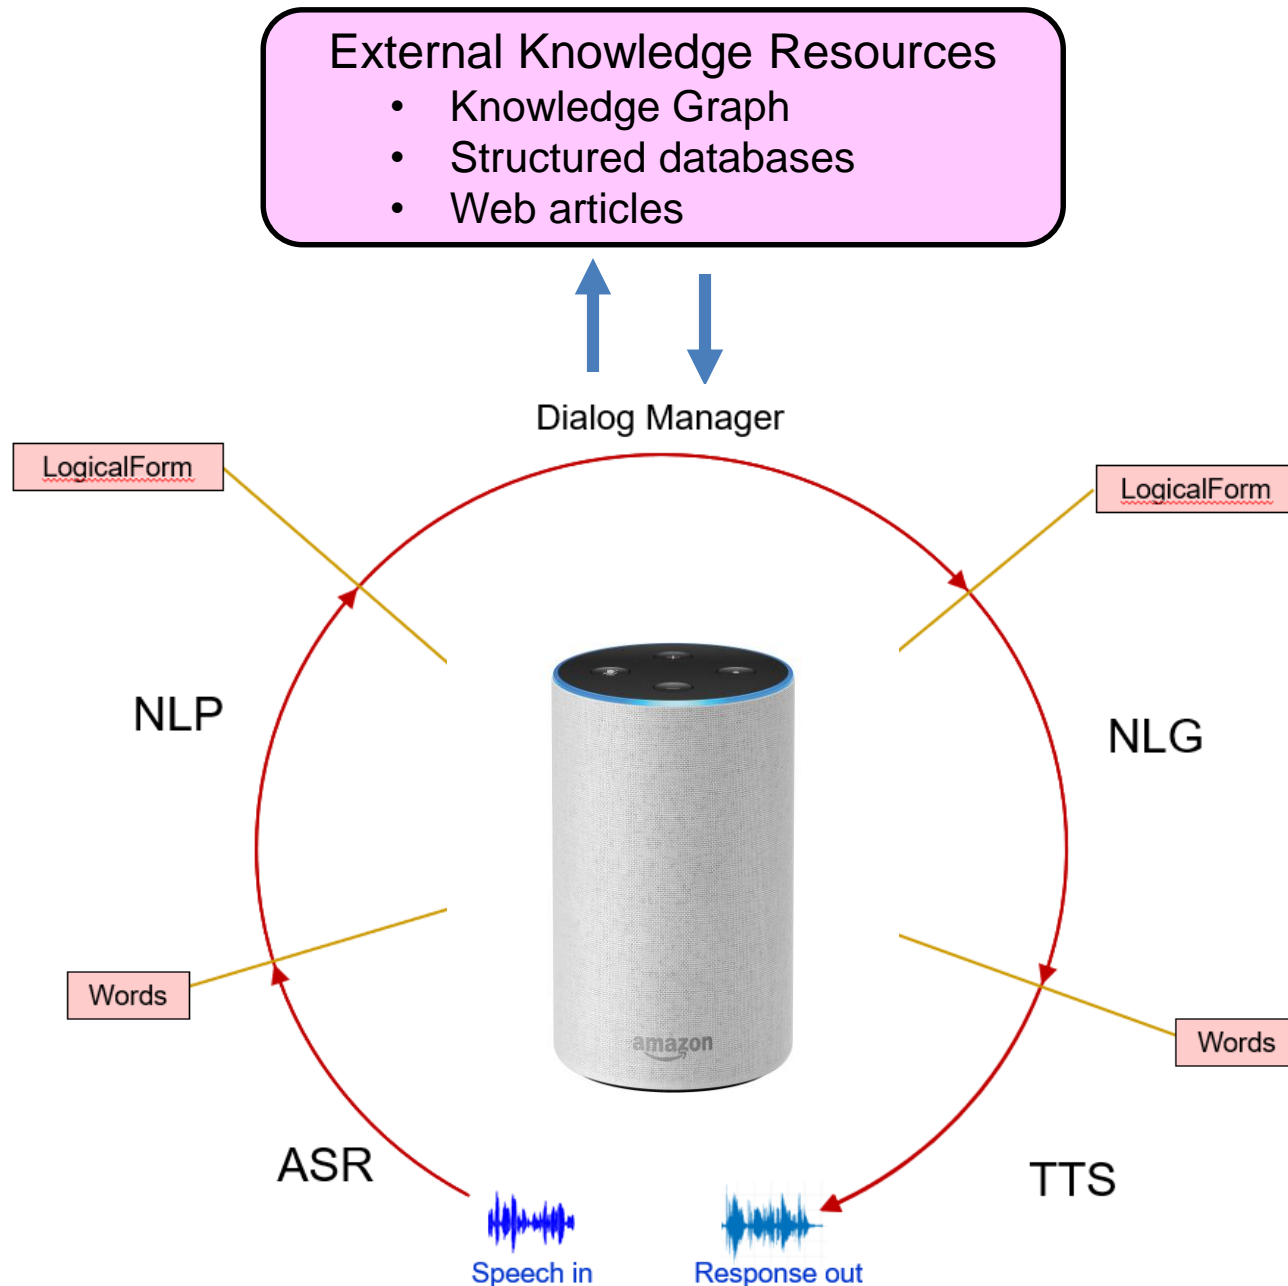 External Knowledge Resources
• Knowledge Graph
• Structured databases
• Web articles
Dialog Manager
LogicalForm
LogicalForm
NLP
NLG
Words
amazon
Words
ASR
TTS
Speech in
Response out